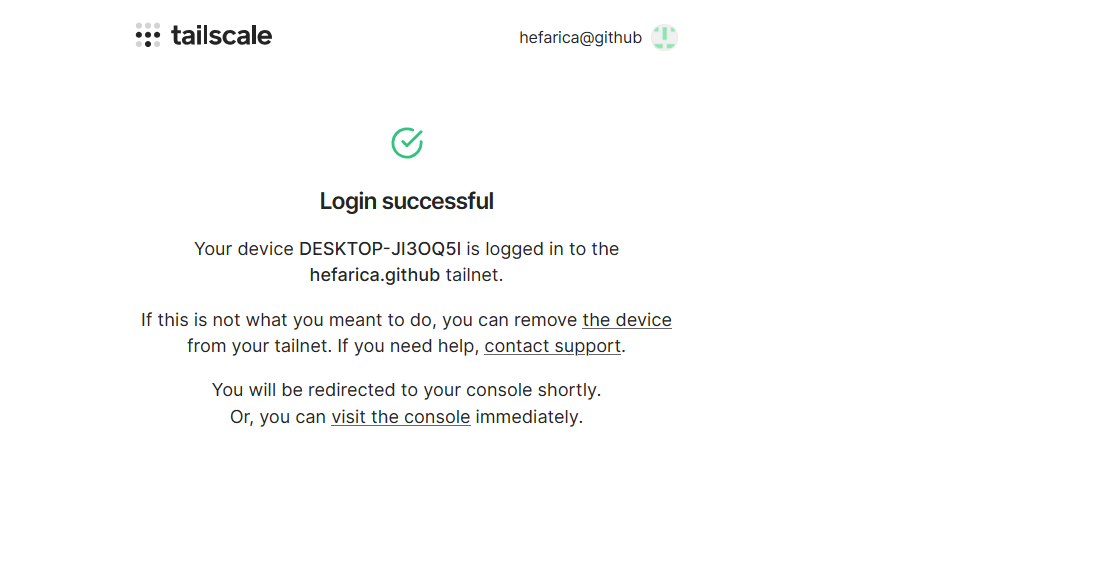 tailscale
hefarica@github
Login successful
Your device DESKTOP-JI3OQ5I is logged in to the
hefarica.github tailnet.
If this is not what you meant to do, you can remove the device
from your tailnet. If you need help, contact support.
You will be redirected to your console shortly.
Or, you can visit the console immediately.